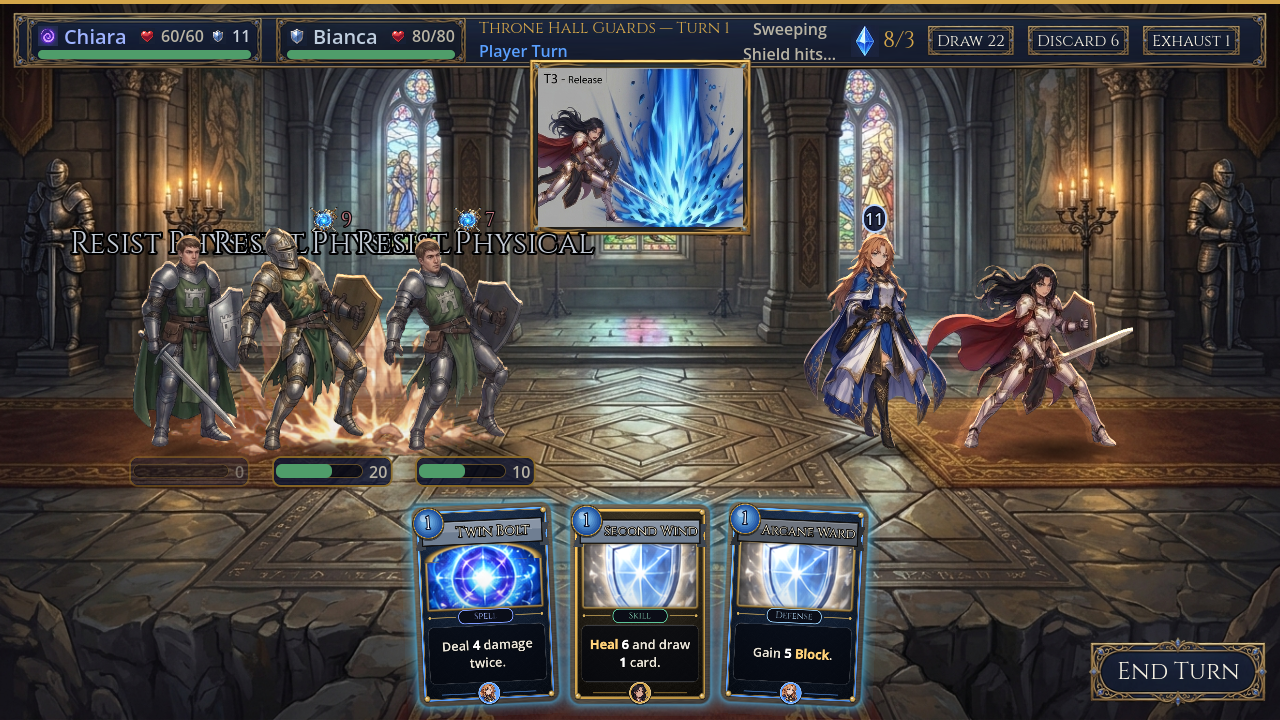 Chiara 60/60 11
Bianca 80/80
Throne Hall Guards — Turn 1
Player Turn
Sweeping
Shield hits...
8/3
Draw 22
Discard 6
Exhaust 1
T3 - Release
9
7
11
Resist Physical
0
20
10
1
Twin Bolt
Spell
Deal 4 damage
twice.
1
Second Wind
Skill
Heal 6 and draw
1 card.
1
Arcane Ward
Defense
Gain 5 Block.
End Turn